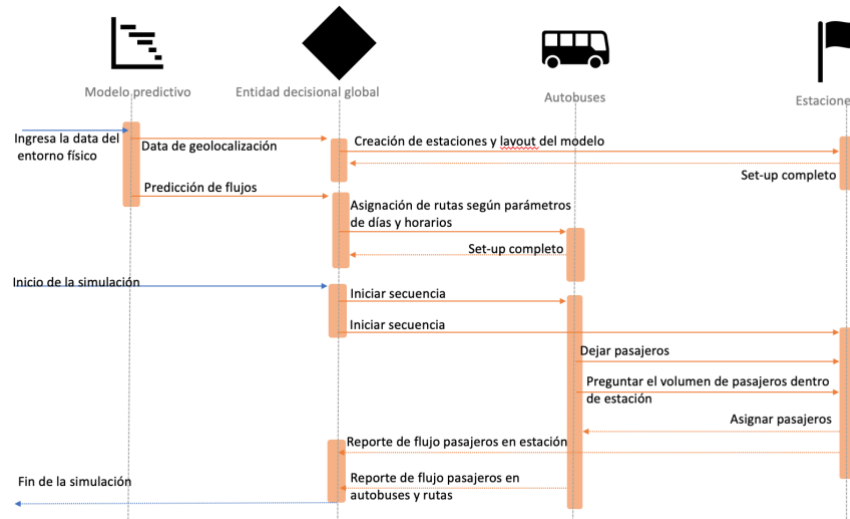 Modelo predictivo
Entidad decisional global
Autobuses
Estacione
Ingresa la data del
entorno físico
Data de geolocalización
Creación de estaciones y layout del modelo
Set-up completo
Predicción de flujos
Asignación de rutas según parámetros
de días y horarios
Set-up completo
Inicio de la simulación
Iniciar secuencia
Iniciar secuencia
Dejar pasajeros
Preguntar el volumen de pasajeros dentro
de estación
Asignar pasajeros
Reporte de flujo pasajeros en estación
Reporte de flujo pasajeros en
autobuses y rutas
Fin de la simulación